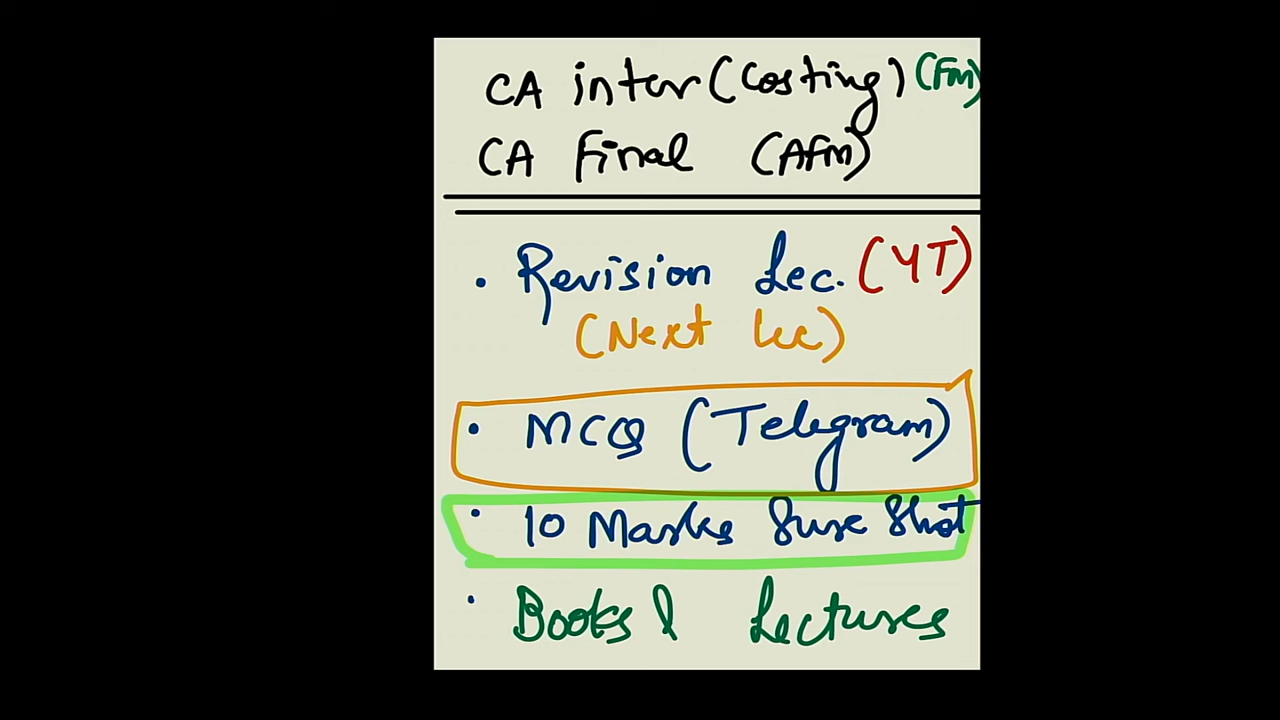 CA inter (Costing) (Fm)
CA Final (AFM)
• Revision Lec. (YT)
(Next lec)
• MCQ (Telegram)
• 10 Marks Sure Shot
• Books & Lectures